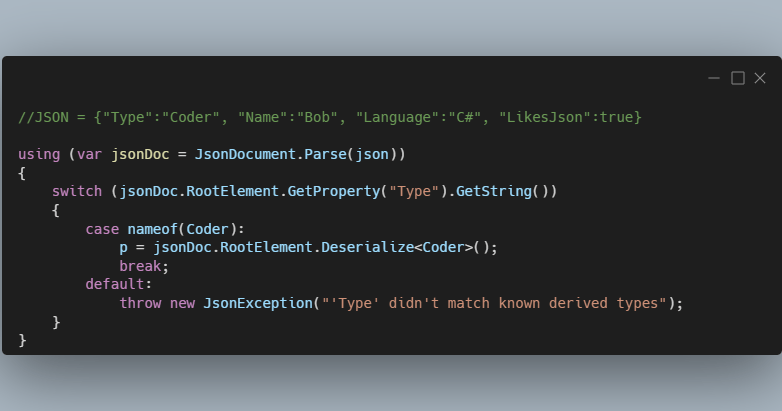 //JSON = {"Type":"Coder", "Name":"Bob", "Language":"C#", "LikesJson":true}
using (var jsonDoc = JsonDocument.Parse(json))
{
    switch (jsonDoc.RootElement.GetProperty("Type").GetString())
    {
        case nameof(Coder):
            p = jsonDoc.RootElement.Deserialize<Coder>();
            break;
        default:
            throw new JsonException("'Type' didn't match known derived types");
    }
}